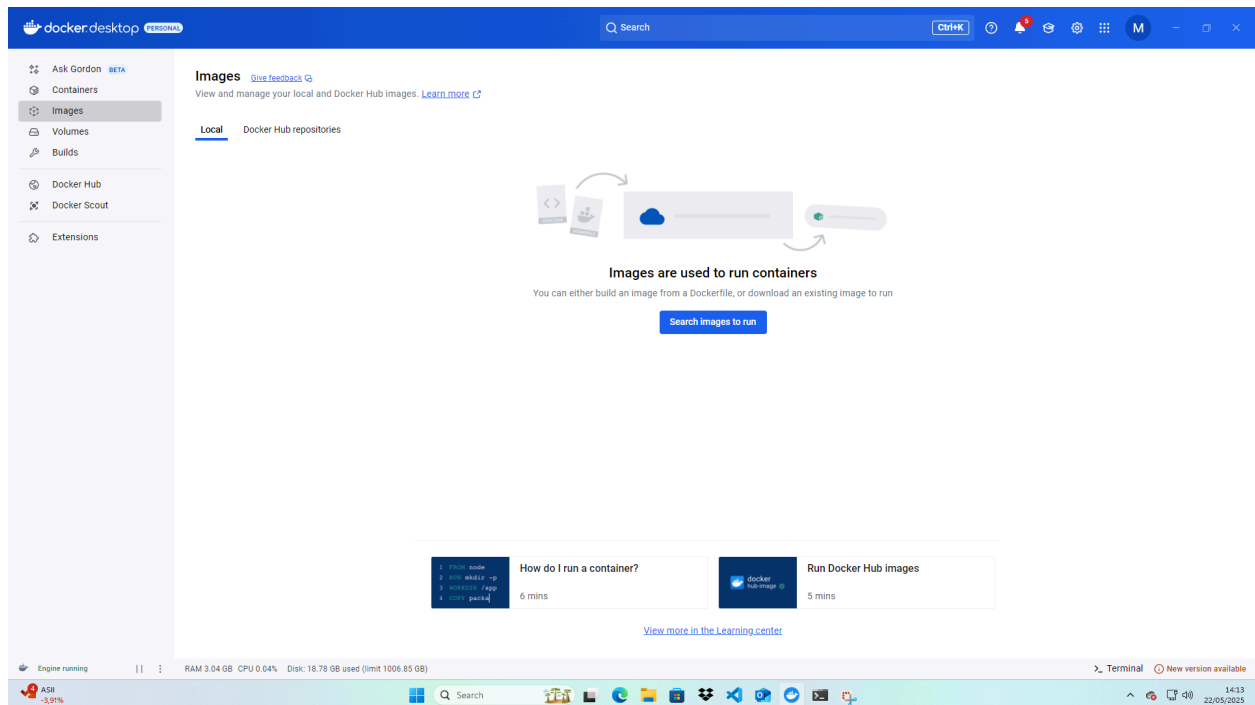 docker.desktop PERSONAL
Search
Ctrl+K
5
M
Ask Gordon BETA
Containers
Images
Volumes
Builds
Docker Hub
Docker Scout
Extensions
Images Give feedback
View and manage your local and Docker Hub images. Learn more
Local Docker Hub repositories
Images are used to run containers
You can either build an image from a Dockerfile, or download an existing image to run
Search images to run
1 FROM node
2 RUN mkdir -p
3 WORKDIR /app
4 COPY packa
How do I run a container?
6 mins
docker
hub-image
Run Docker Hub images
5 mins
View more in the Learning center
Engine running
RAM 3.04 GB CPU 0.04% Disk: 18.78 GB used (limit 1006.85 GB)
>_ Terminal
New version available
4
ASII
-3,91%
Search
14:13
22/05/2025